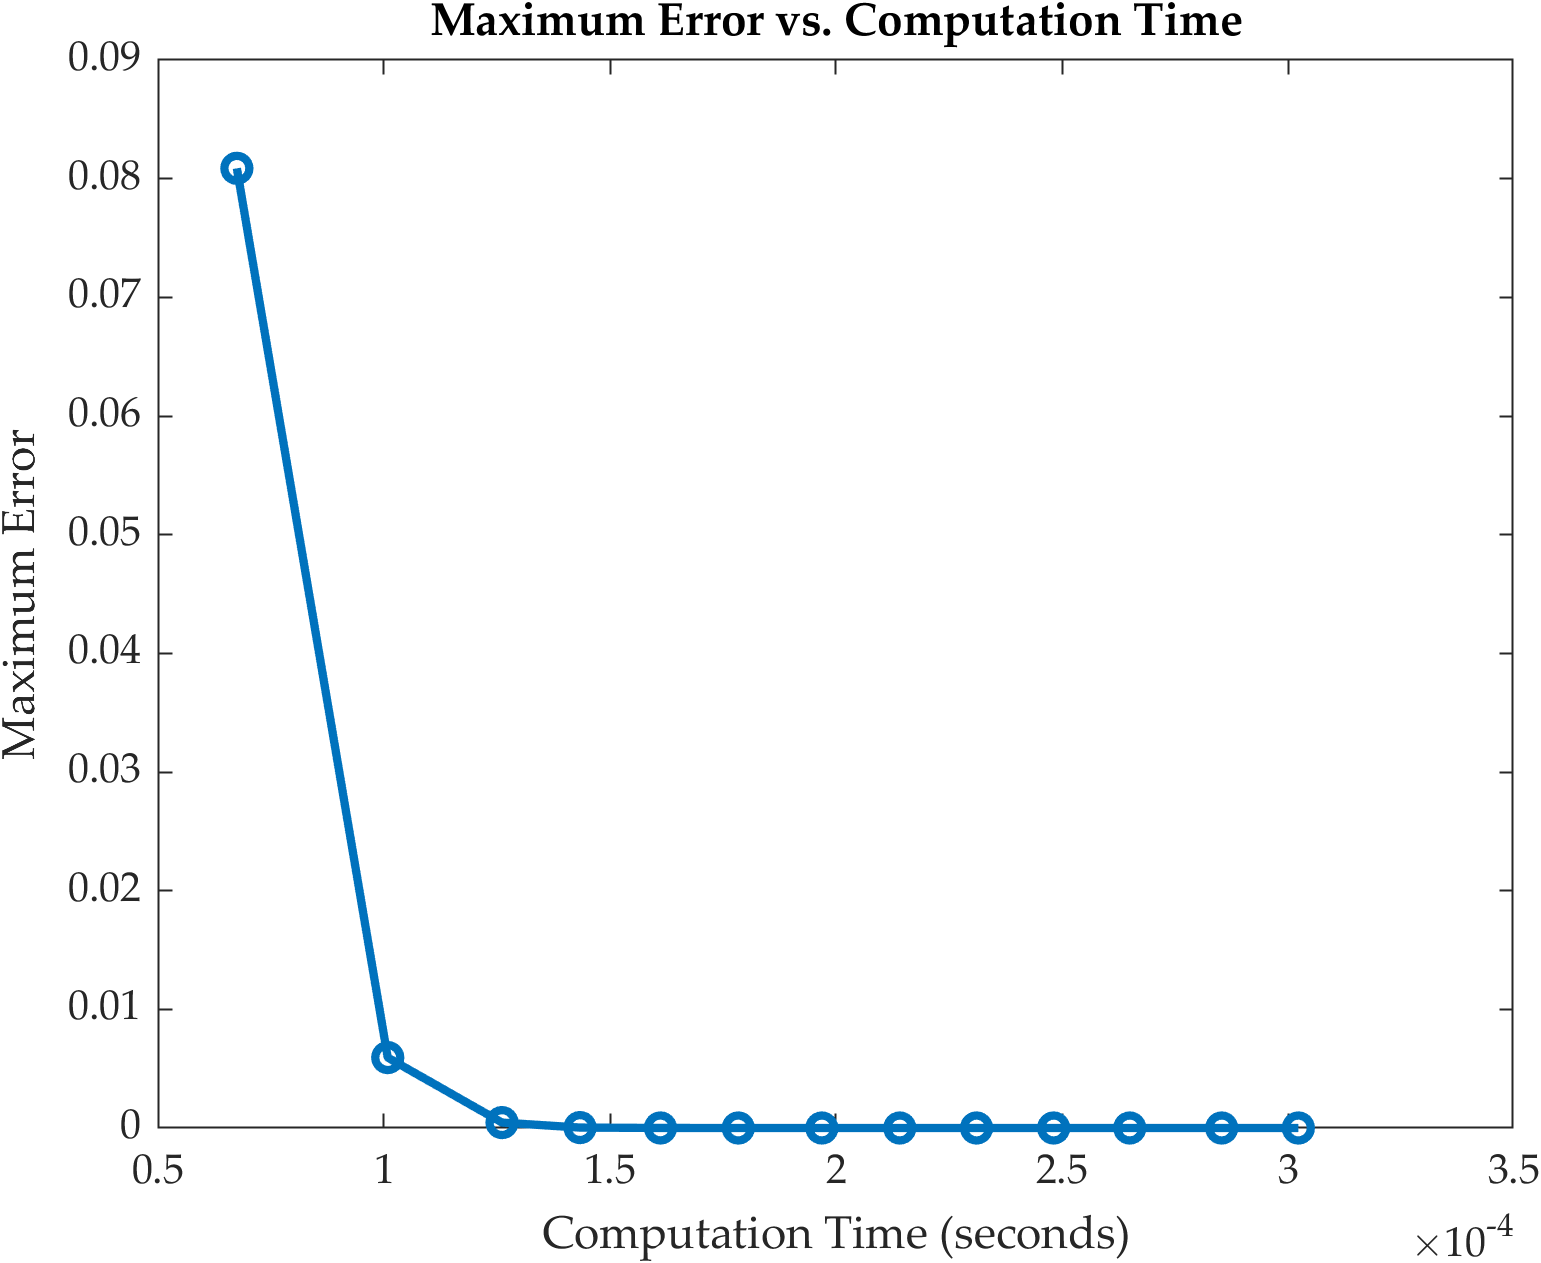 Maximum Error vs. Computation Time
0.09
0.08
0.07
0.06
0.05
0.04
0.03
0.02
0.01
0
Maximum Error
0.5 1 1.5 2 2.5 3 3.5
Computation Time (seconds)
×10⁻⁴